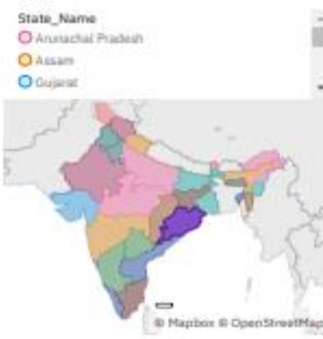 State_Name
Arunachal Pradesh
Assam
Gujarat
© Mapbox © OpenStreetMap